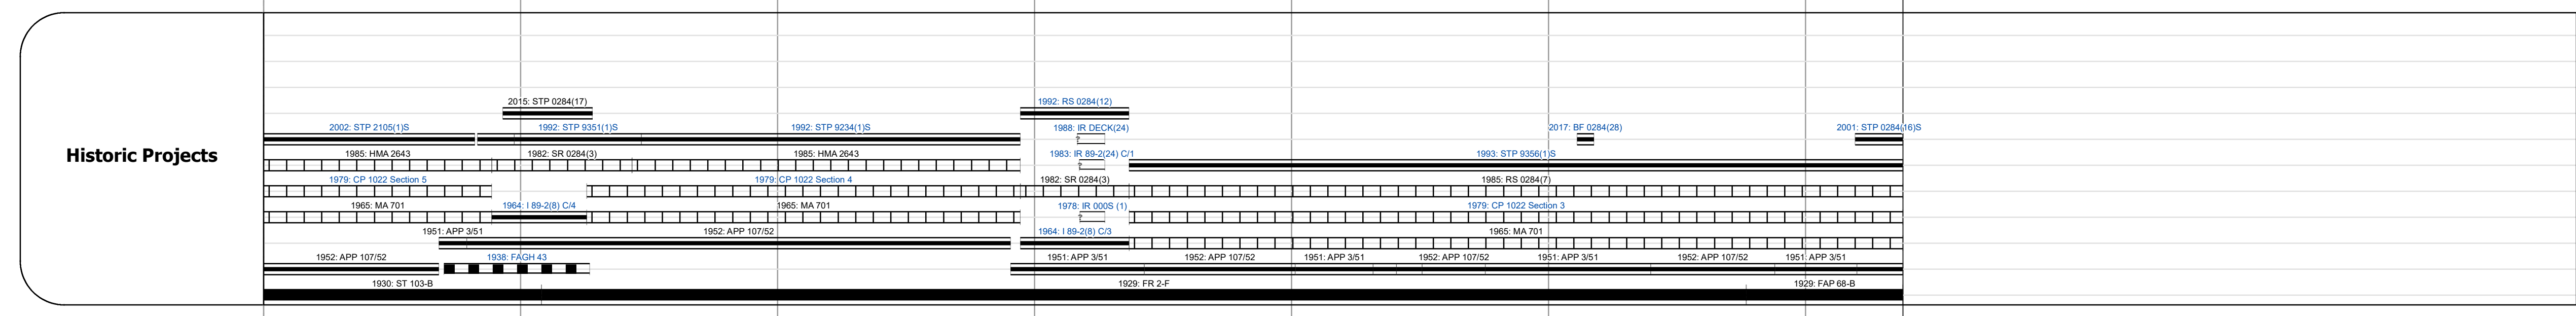 Historic Projects
2015: STP 0284(17) 1992: RS 0284(12)
2002: STP 2105(1)S 1992: STP 9351(1)S 1992: STP 9234(1)S 1988: IR DECK(24) 2017: BF 0284(28) 2001: STP 0284(16)S
1985: HMA 2643 1982: SR 0284(3) 1985: HMA 2643 1983: IR 89-2(24) C/1 1993: STP 9356(1)S
1979: CP 1022 Section 5 1979: CP 1022 Section 4 1982: SR 0284(3) 1985: RS 0284(7)
1965: MA 701 1964: I 89-2(8) C/4 1965: MA 701 1978: IR 000S (1) 1979: CP 1022 Section 3
? ? ?
1951: APP 3/51 1952: APP 107/52 1964: I 89-2(8) C/3 1965: MA 701
1952: APP 107/52 1938: FAGH 43 1951: APP 3/51 1952: APP 107/52 1951: APP 3/51 1952: APP 107/52 1951: APP 3/51 1952: APP 107/52 1951: APP 3/51
1930: ST 103-B 1929: FR 2-F 1929: FAP 68-B